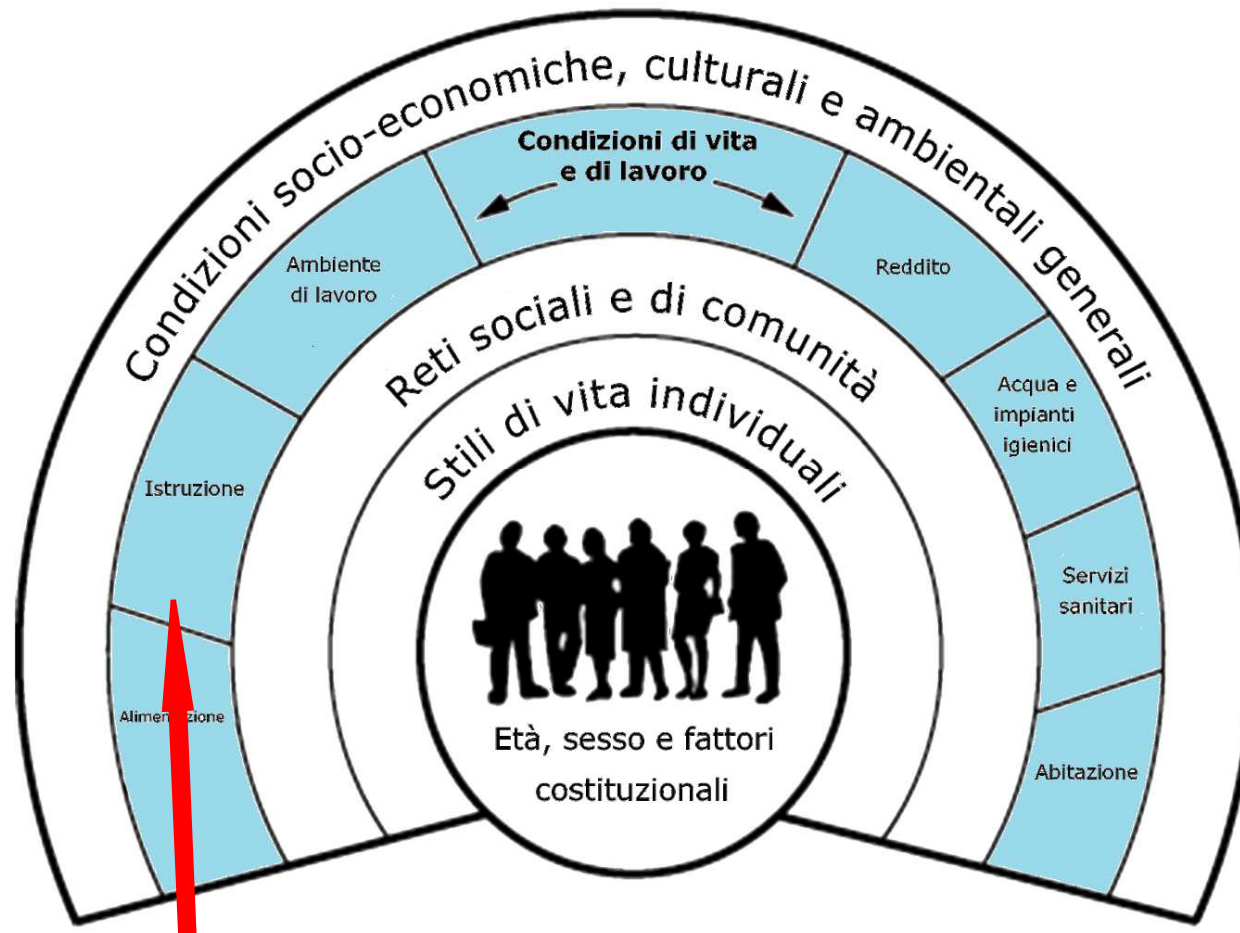 Condizioni socio-economiche, culturali e ambientali generali
Condizioni di vita
e di lavoro
Ambiente
di lavoro
Reddito
Reti sociali e di comunità
Acqua e
impianti
igienici
Stili di vita individuali
Istruzione
Servizi
sanitari
Alimentazione
Età, sesso e fattori
costituzionali
Abitazione